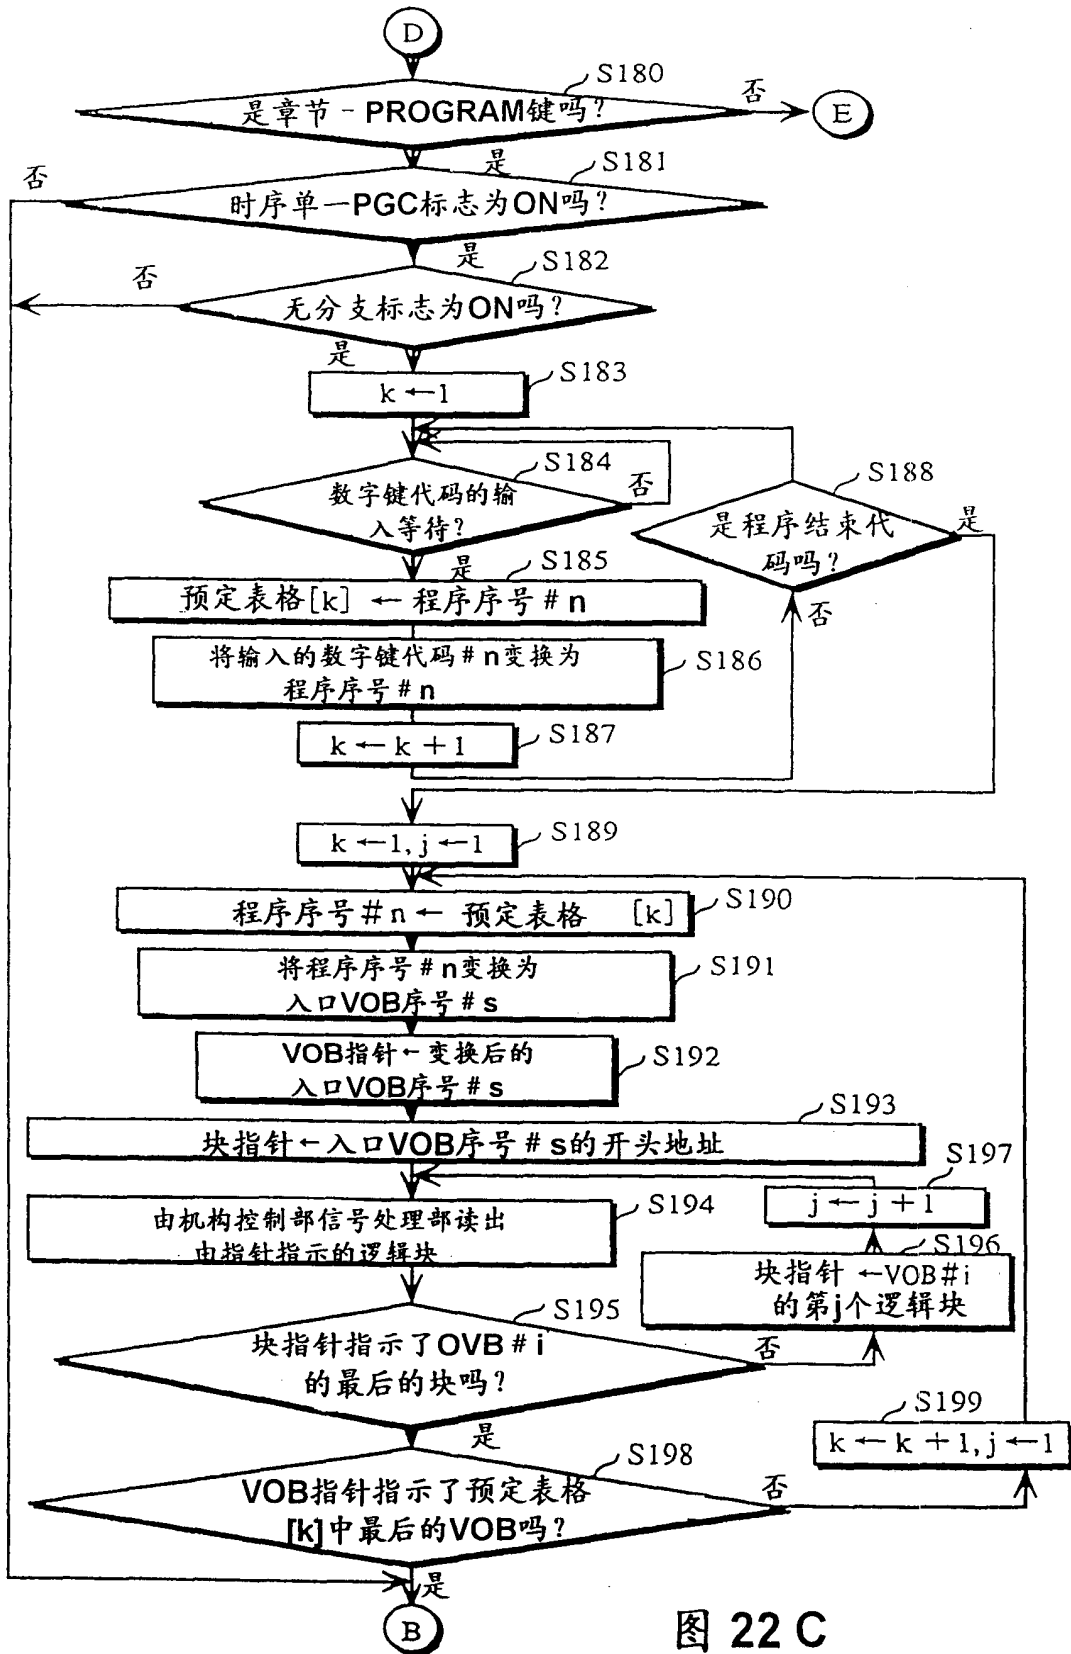 D
S180
是章节-PROGRAM键吗?
否
E
是
S181
否
时序单一PGC标志为ON吗?
是
S182
否
无分支标志为ON吗?
是
S183
k←1
S184
数字键代码的输
入等待?
否
S188
是程序结束代
码吗?
是
否
是
S185
预定表格[k] ← 程序序号#n
将输入的数字键代码#n变换为
程序序号#n
S186
k←k+1
S187
k←1,j←1
S189
程序序号#n← 预定表格 [k]
S190
将程序序号#n变换为
入口VOB序号#s
S191
VOB指针←变换后的
入口VOB序号#s
S192
S193
块指针←入口VOB序号#s的开头地址
S197
j←j+1
由机构控制部信号处理部读出
由指针指示的逻辑块
S194
S196
块指针←VOB#i
的第j个逻辑块
S195
块指针指示了OVB#i
的最后的块吗?
否
是
S199
k←k+1,j←1
S198
VOB指针指示了预定表格
[k]中最后的VOB吗?
否
是
B
图 22 C